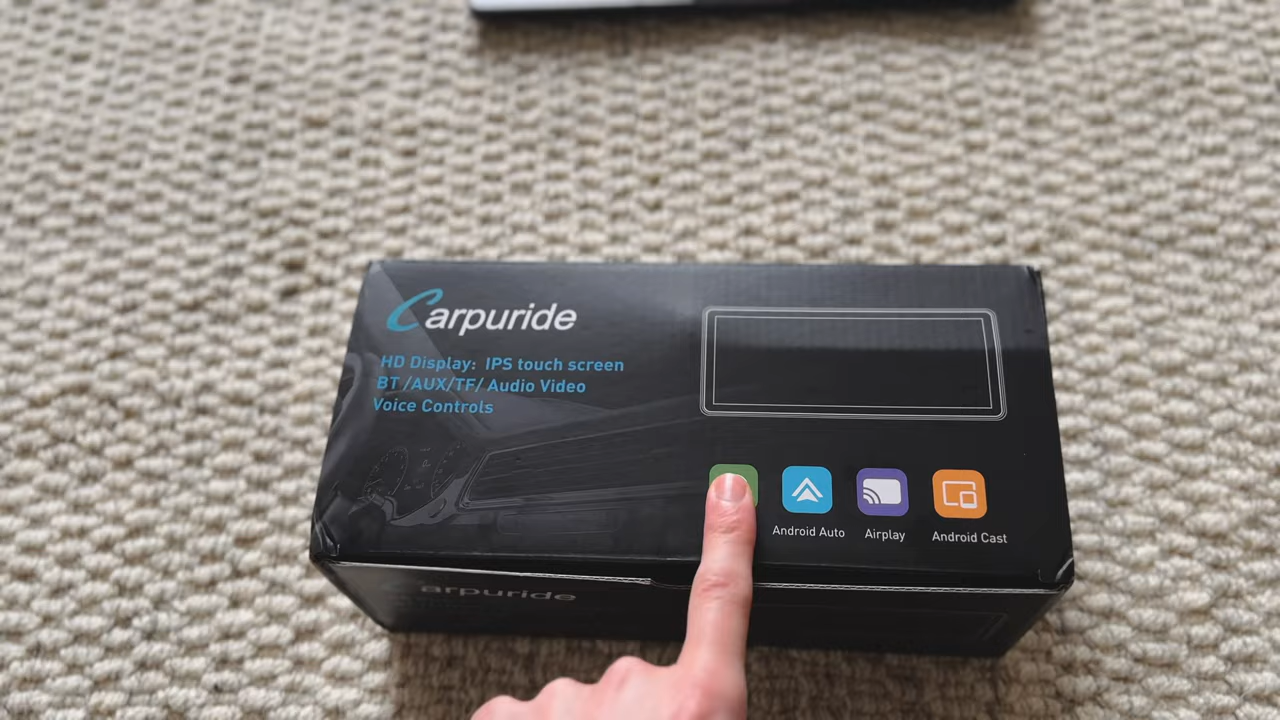 Carpuride
HD Display: IPS touch screen
BT /AUX/TF/ Audio Video
Voice Controls
Android Auto
Airplay
Android Cast
arpuride